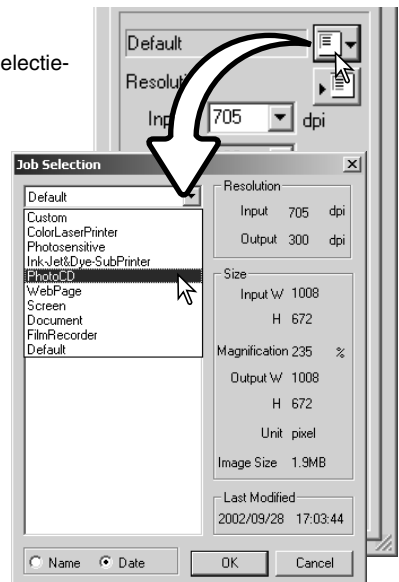 electie-
Default
Resoluti
Inp 705 dpi
Job Selection
Default
Custom
ColorLaserPrinter
Photosensitive
Ink-Jet&Dye-SubPrinter
PhotoCD
WebPage
Screen
Document
FilmRecorder
Default
Resolution
Input 705 dpi
Output 300 dpi
Size
Input W 1008
H 672
Magnification 235 %
Output W 1008
H 672
Unit pixel
Image Size 1.9MB
Last Modified
2002/09/28 17:03:44
Name Date OK Cancel